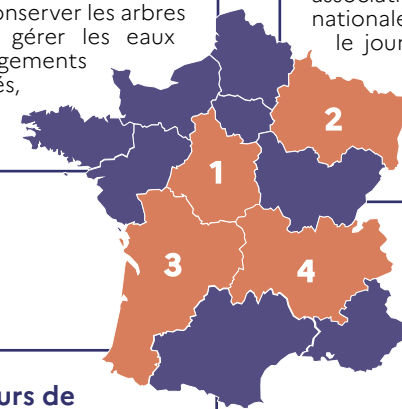 onserver les arbres
gérer les eaux
gements
és,
associati
nationale
le jour
1
2
3
4
urs de